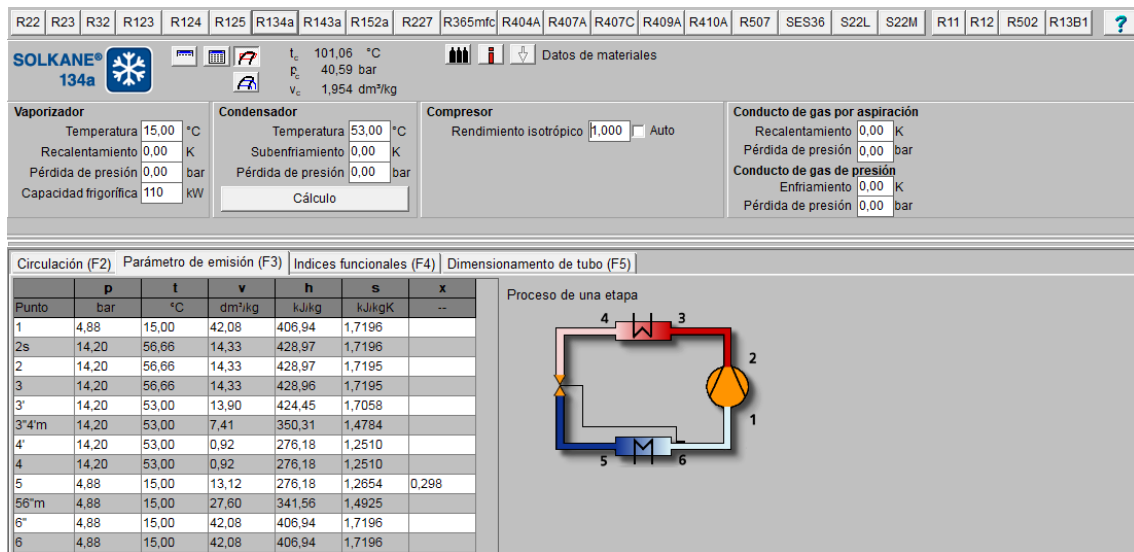 R22 R23 R32 R123 R124 R125 R134a R143a R152a R227 R365mfc R404A R407A R407C R409A R410A R507 SES36 S22L S22M R11 R12 R502 R13B1 ?
SOLKANE®
134a
tc 101,06 °C
pc 40,59 bar
vc 1,954 dm³/kg
Datos de materiales
Vaporizador
Temperatura 15,00 °C
Recalentamiento 0,00 K
Pérdida de presión 0,00 bar
Capacidad frigorífica 110 kW
Condensador
Temperatura 53,00 °C
Subenfriamiento 0,00 K
Pérdida de presión 0,00 bar
Cálculo
Compresor
Rendimiento isotrópico 1,000 Auto
Conducto de gas por aspiración
Recalentamiento 0,00 K
Pérdida de presión 0,00 bar
Conducto de gas de presión
Enfriamiento 0,00 K
Pérdida de presión 0,00 bar
Circulación (F2) Parámetro de emisión (F3) Indices funcionales (F4) Dimensionamento de tubo (F5)
p t v h s x
Punto bar °C dm³/kg kJ/kg kJ/kgK --
1 4,88 15,00 42,08 406,94 1,7196
2s 14,20 56,66 14,33 428,97 1,7196
2 14,20 56,66 14,33 428,97 1,7195
3 14,20 56,66 14,33 428,96 1,7195
3' 14,20 53,00 13,90 424,45 1,7058
3"4'm 14,20 53,00 7,41 350,31 1,4784
4' 14,20 53,00 0,92 276,18 1,2510
4 14,20 53,00 0,92 276,18 1,2510
5 4,88 15,00 13,12 276,18 1,2654 0,298
56"m 4,88 15,00 27,60 341,56 1,4925
6" 4,88 15,00 42,08 406,94 1,7196
6 4,88 15,00 42,08 406,94 1,7196
Proceso de una etapa
4 3
2
1
5 6